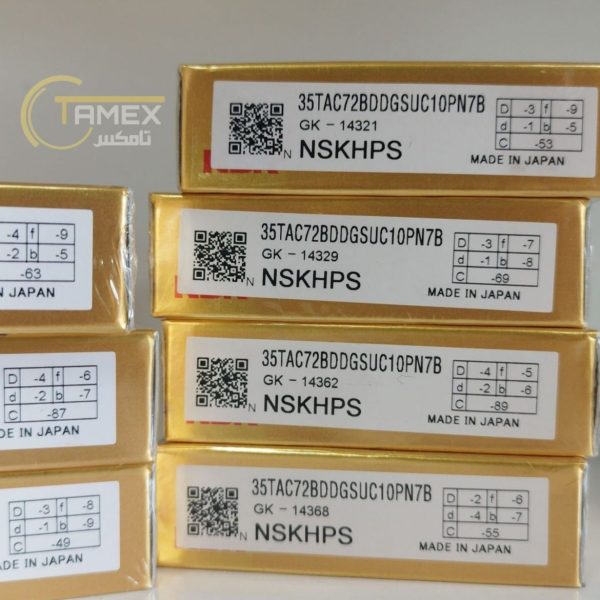 TAMEX
تامكس
35TAC72BDDGSUC10PN7B
GK - 14321
N NSKHPS
D -3 f -9
d -1 b -5
C -53
MADE IN JAPAN
35TAC72BDDGSUC10PN7B
GK - 14329
NSKHPS
D -3 f -7
d -1 b -8
C -69
MADE IN JAPAN
35TAC72BDDGSUC10PN7B
GK - 14362
N NSKHPS
D -4 f -5
d -2 b -6
C -89
MADE IN JAPAN
35TAC72BDDGSUC10PN7B
GK - 14368
N NSKHPS
D -2 f -6
d -4 b -7
C -55
MADE IN JAPAN
-4 f -9
-2 b -5
-63
N JAPAN
D -4 f -6
d -2 b -7
C -87
MADE IN JAPAN
D -3 f -8
d -1 b -9
C -49
ADE IN JAPAN